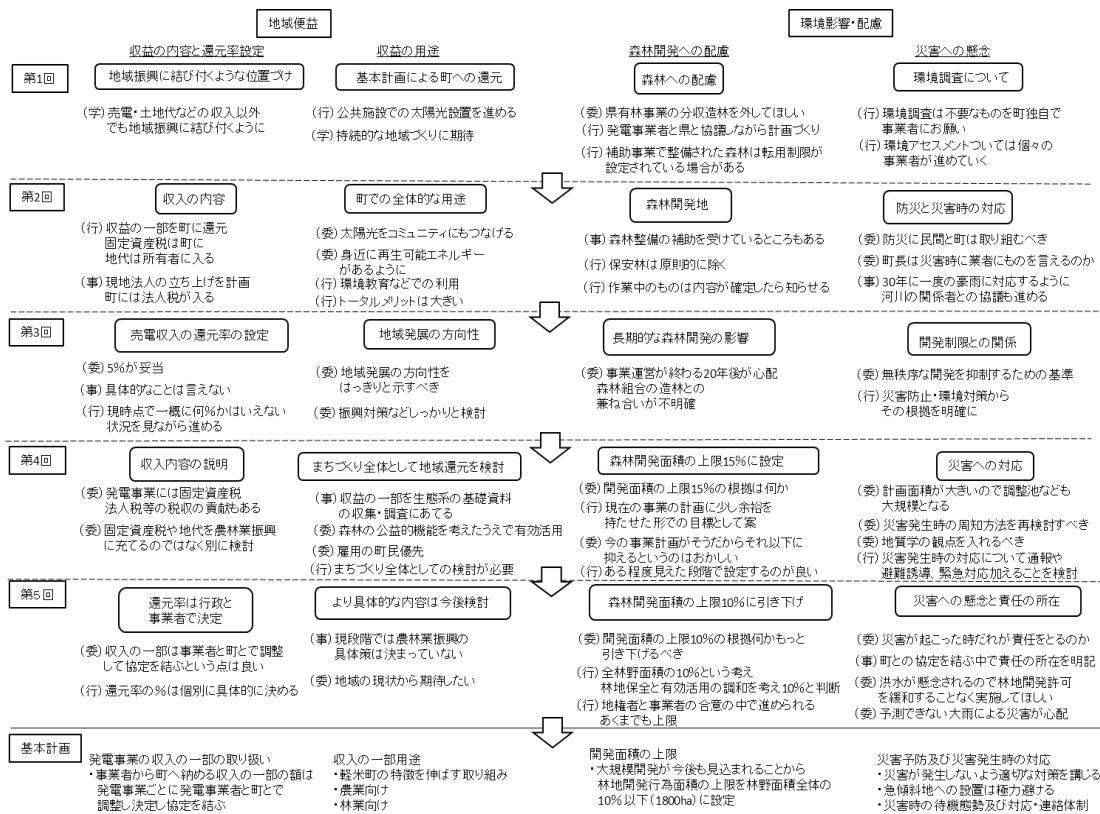 地域便益
環境影響・配慮
収益の内容と還元率設定
収益の用途
森林開発への配慮
災害への懸念
第1回
地域振興に結び付くような位置づけ
(学) 売電・土地代などの収入以外
でも地域振興に結び付くように
基本計画による町への還元
(行) 公共施設での太陽光設置を進める
(学) 持続的な地域づくりに期待
森林への配慮
(委) 県有林事業の分収造林を外してほしい
(行) 発電事業者と県と協議しながら計画づくり
(行) 補助事業で整備された森林は転用制限が
設定されている場合がある
環境調査について
(行) 環境調査は不要なものを町独自で
事業者にお願い
(行) 環境アセスメントついては個々の
事業者が進めていく
第2回
収入の内容
(行) 収益の一部を町に還元
固定資産税は町に
地代は所有者に入る
(事) 現地法人の立ち上げを計画
町には法人税が入る
町での全体的な用途
(委) 太陽光をコミュニティにもつなげる
(委) 身近に再生可能エネルギー
があるように
(行) 環境教育などでの利用
(行)トータルメリットは大きい
森林開発地
(事) 森林整備の補助を受けているところもある
(行) 保安林は原則的に除く
(行) 作業中のものは内容が確定したら知らせる
防災と災害時の対応
(委) 防災に民間と町は取り組むべき
(委) 町長は災害時に業者にものを言えるのか
(事) 30年に一度の豪雨に対応するように
河川の関係者との協議も進める
第3回
売電収入の還元率の設定
(委) 5%が妥当
(事) 具体的なことは言えない
(行) 現時点で一概に何%かはいえない
状況を見ながら進める
地域発展の方向性
(委) 地域発展の方向性を
はっきりと示すべき
(委) 振興対策などしっかりと検討
長期的な森林開発の影響
(委) 事業運営が終わる20年後が心配
森林組合の造林との
兼ね合いが不明確
開発制限との関係
(委) 無秩序な開発を抑制するための基準
(行) 災害防止・環境対策から
その根拠を明確に
第4回
収入内容の説明
(委) 発電事業には固定資産税
法人税等の税収の貢献もある
(委) 固定資産税や地代を農林業振興
に充てるのではなく別に検討
まちづくり全体として地域還元を検討
(事) 収益の一部を生態系の基礎資料
の収集・調査にあてる
(委) 森林の公益的機能を考えたうえで有効活用
(委) 雇用の町民優先
(行) まちづくり全体としての検討が必要
森林開発面積の上限15%に設定
(委) 開発面積の上限15%の根拠は何か
(行) 現在の事業の計画に少し余裕を
持たせた形での目標として案
(委) 今の事業計画がそうだからそれ以下に
抑えるというのはおかしい
(行)ある程度見えた段階で設定するのが良い
災害への対応
(委) 計画面積が大きいので調整池なども
大規模となる
(委) 災害発生時の周知方法を再検討すべき
(委) 地質学の観点を入れるべき
(行) 災害発生時の対応について通報や
避難誘導、緊急対応加えることを検討
第5回
還元率は行政と
事業者で決定
(委) 収入の一部は事業者と町とで調整
して協定を結ぶという点は良い
(行) 還元率の%は個別に具体的に決める
より具体的な内容は今後検討
(事) 現段階では農林業振興の
具体策は決まっていない
(委) 地域の現状から期待したい
森林開発面積の上限10%に引き下げ
(委) 開発面積の上限10%の根拠何かもっと
引き下げるべき
(行) 全林野面積の10%という考え
林地保全と有効活用の調和を考え10%と判断
(行) 地権者と事業者の合意の中で進められる
あくまでも上限
災害への懸念と責任の所在
(委) 災害が起こった時だれが責任をとるのか
(事) 町との協定を結ぶ中で責任の所在を明記
(委) 洪水が懸念されるので林地開発許可
を緩和することなく実施してほしい
(委) 予測できない大雨による災害が心配
基本計画
発電事業の収入の一部の取り扱い
・事業者から町へ納める収入の一部の額は
発電事業ごとに発電事業者と町とで
調整し決定し協定を結ぶ
収入の一部用途
・軽米町の特徴を伸ばす取り組み
・農業向け
・林業向け
開発面積の上限
・大規模開発が今後も見込まれることから
林地開発行為面積の上限を林野面積全体の
10%以下(1800ha)に設定
災害予防及び災害発生時の対応
・災害が発生しないよう適切な対策を講じる
・急傾斜地への設置は極力避ける
・災害時の待機態勢及び対応・連絡体制